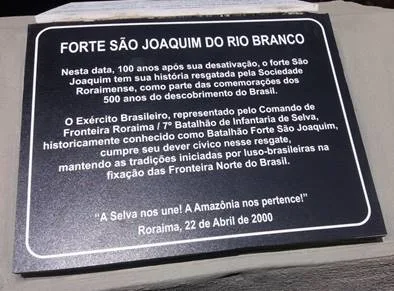 FORTE SÃO JOAQUIM DO RIO BRANCO
Nesta data, 100 anos após sua desativação, o forte São
Joaquim tem sua história resgatada pela Sociedade
Roraimense, como parte das comemorações dos
500 anos do descobrimento do Brasil.
O Exército Brasileiro, representado pelo Comando de
Fronteira Roraima / 7º Batalhão de Infantaria de Selva,
historicamente conhecido como Batalhão Forte São Joaquim,
cumpre seu dever cívico nesse resgate,
mantendo as tradições iniciadas por luso-brasileiras na
fixação das Fronteira Norte do Brasil.
"A Selva nos une! A Amazônia nos pertence!"
Roraima, 22 de Abril de 2000